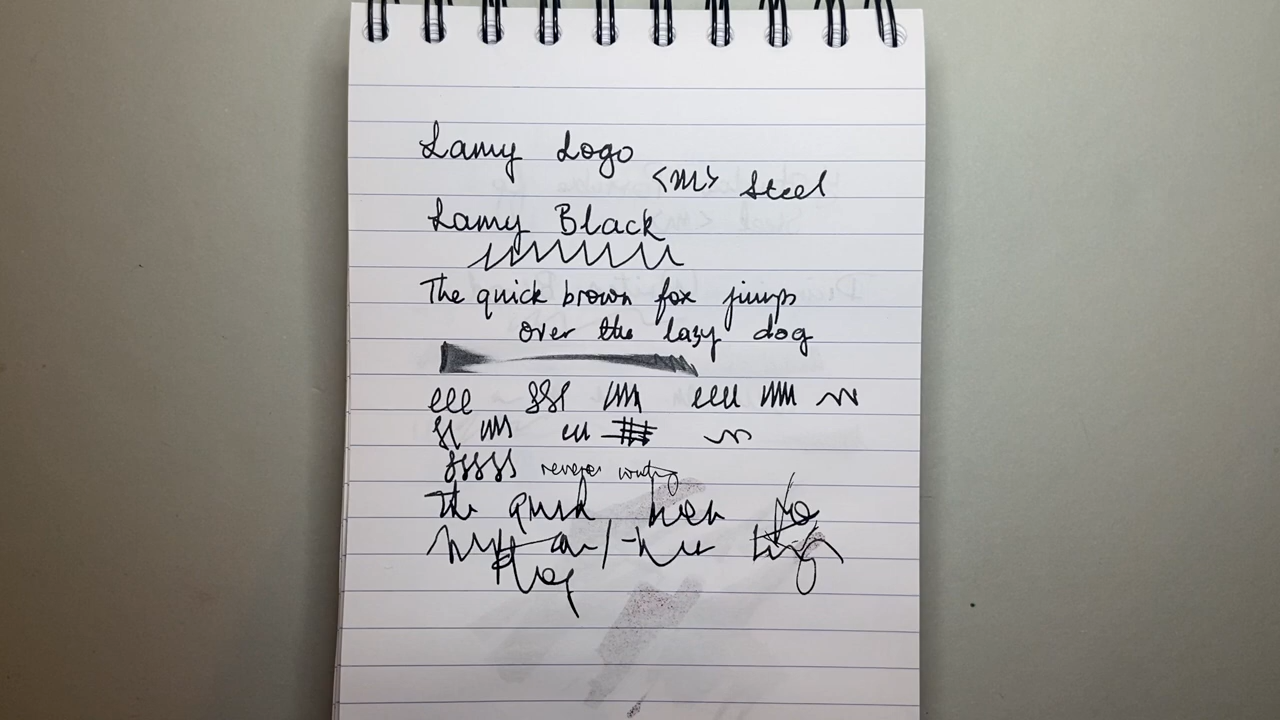 Lamy Logo
<M> Steel
Lamy Black
The quick brown fox jumps
over the lazy dog
reverse writing
The quick